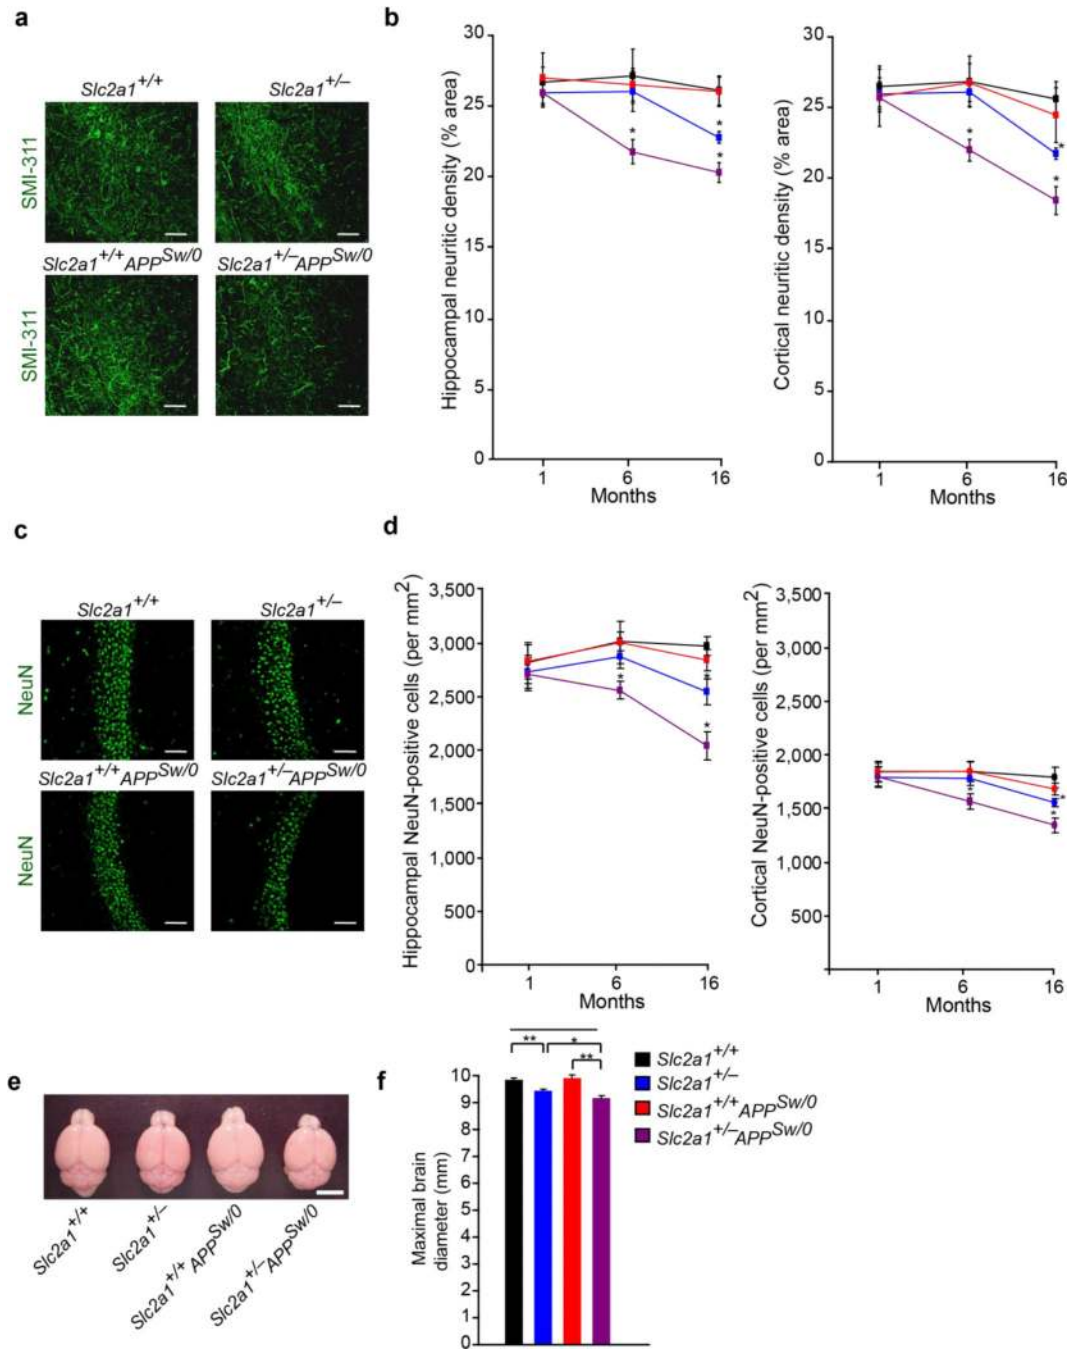 a
Slc2a1+/+
Slc2a1+/–
SMI-311
Slc2a1+/+APPSw/0
Slc2a1+/–APPSw/0
SMI-311
b
Hippocampal neuritic density (% area)
30
25
20
15
10
5
0
1
6
16
Months
*
*
*
Cortical neuritic density (% area)
30
25
20
15
10
5
0
1
6
16
Months
*
*
*
c
Slc2a1+/+
Slc2a1+/–
NeuN
Slc2a1+/+APPSw/0
Slc2a1+/–APPSw/0
NeuN
d
Hippocampal NeuN-positive cells (per mm2)
3,500
3,000
2,500
2,000
1,500
1,000
500
0
1
6
16
Months
*
*
*
Cortical NeuN-positive cells (per mm2)
3,500
3,000
2,500
2,000
1,500
1,000
500
1
6
16
Months
*
*
*
e
Slc2a1+/+
Slc2a1+/–
Slc2a1+/+ APPSw/0
Slc2a1+/–APPSw/0
f
Maximal brain
diameter (mm)
10
9
8
7
6
5
4
3
2
1
0
**
*
**
Slc2a1+/+
Slc2a1+/–
Slc2a1+/+APPSw/0
Slc2a1+/–APPSw/0